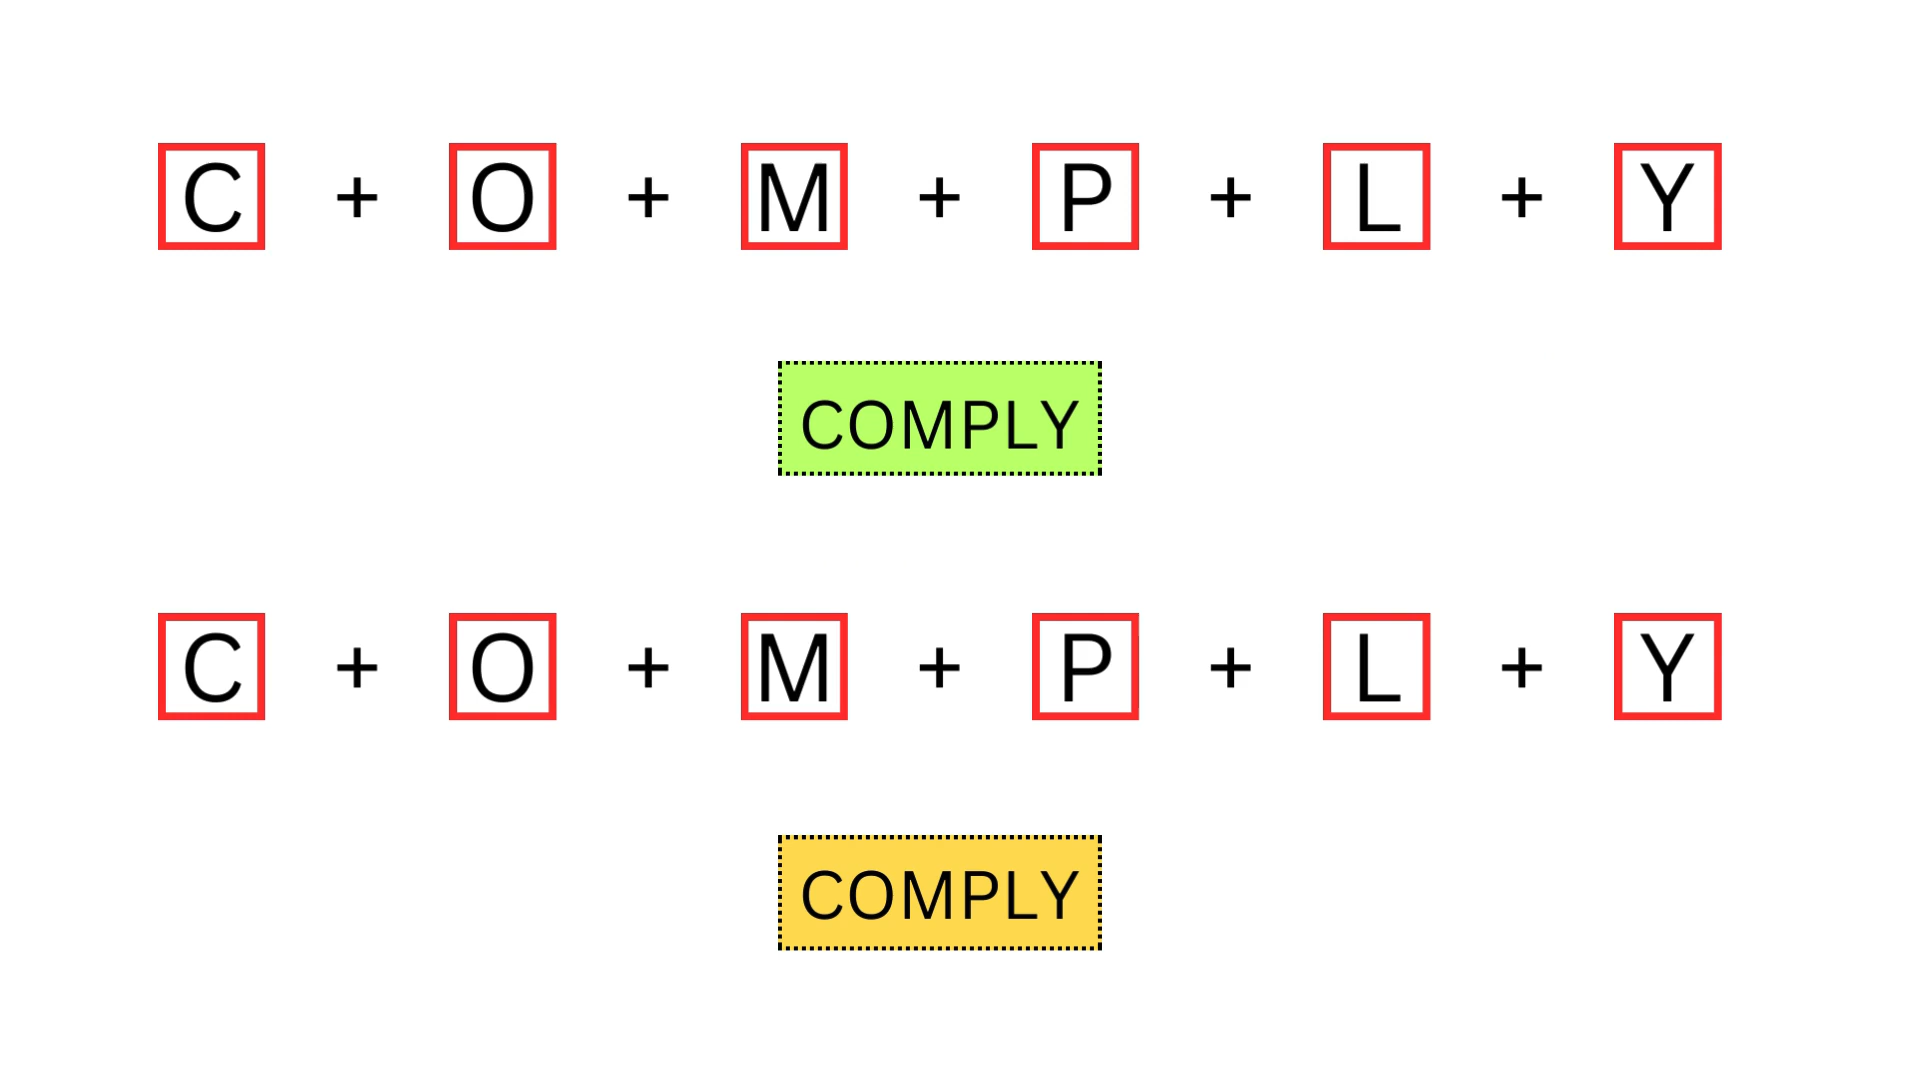 C + O + M + P + L + Y
COMPLY
C + O + M + P + L + Y
COMPLY